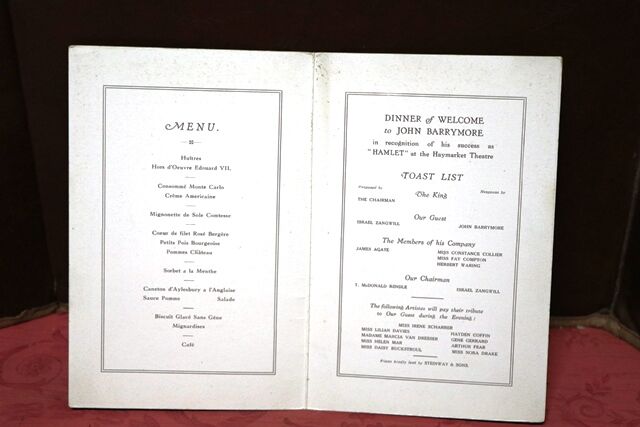 MENU.
Huîtres
Hors d'Oeuvre Edouard VII.
Consommé Monte Carlo
Crème Americaine
Mignonette de Sole Comtesse
Coeur de filet Rosé Bergère
Petits Pois Bourgeoise
Pommes Château
Sorbet a la Menthe
Caneton d'Aylesbury a l'Anglaise
Sauce Pomme Salade
Biscuit Glacé Sans Gêne
Mignardises
Café
DINNER of WELCOME
to JOHN BARRYMORE
in recognition of his success as
"HAMLET" at the Haymarket Theatre
TOAST LIST
Proposed by Response by
The King
THE CHAIRMAN
Our Guest
ISRAEL ZANGWILL JOHN BARRYMORE
The Members of his Company
JAMES AGATE MISS CONSTANCE COLLIER
MISS FAY COMPTON
HERBERT WARING
Our Chairman
T. McDONALD RENDLE ISRAEL ZANGWILL
The following Artistes will pay their tribute
to Our Guest during the Evening:
MISS IRENE SCHARRER
MISS LILIAN DAVIES HAYDEN COFFIN
MADAME MARCIA VAN DRESSER GENE GERRARD
MISS HELEN MAR ARTHUR FEAR
MISS DAISY BUCKSTROUL MISS NORA DRAKE
Piano kindly lent by STEINWAY & SONS.